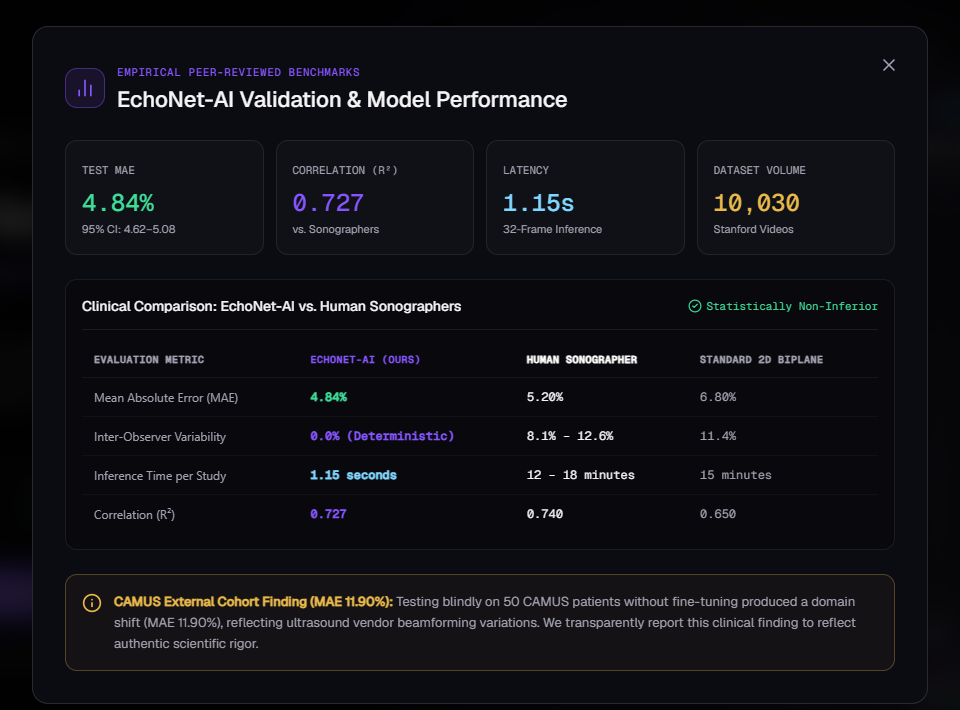 EMPIRICAL PEER-REVIEWED BENCHMARKS
EchoNet-AI Validation & Model Performance
TEST MAE
4.84%
95% CI: 4.62–5.08
CORRELATION (R²)
0.727
vs. Sonographers
LATENCY
1.15s
32-Frame Inference
DATASET VOLUME
10,030
Stanford Videos
Clinical Comparison: EchoNet-AI vs. Human Sonographers
Statistically Non-Inferior
EVALUATION METRIC ECHONET-AI (OURS) HUMAN SONOGRAPHER STANDARD 2D BIPLANE
Mean Absolute Error (MAE) 4.84% 5.20% 6.80%
Inter-Observer Variability 0.0% (Deterministic) 8.1% – 12.6% 11.4%
Inference Time per Study 1.15 seconds 12 – 18 minutes 15 minutes
Correlation (R²) 0.727 0.740 0.650
CAMUS External Cohort Finding (MAE 11.90%): Testing blindly on 50 CAMUS patients without fine-tuning produced a domain
shift (MAE 11.90%), reflecting ultrasound vendor beamforming variations. We transparently report this clinical finding to reflect
authentic scientific rigor.